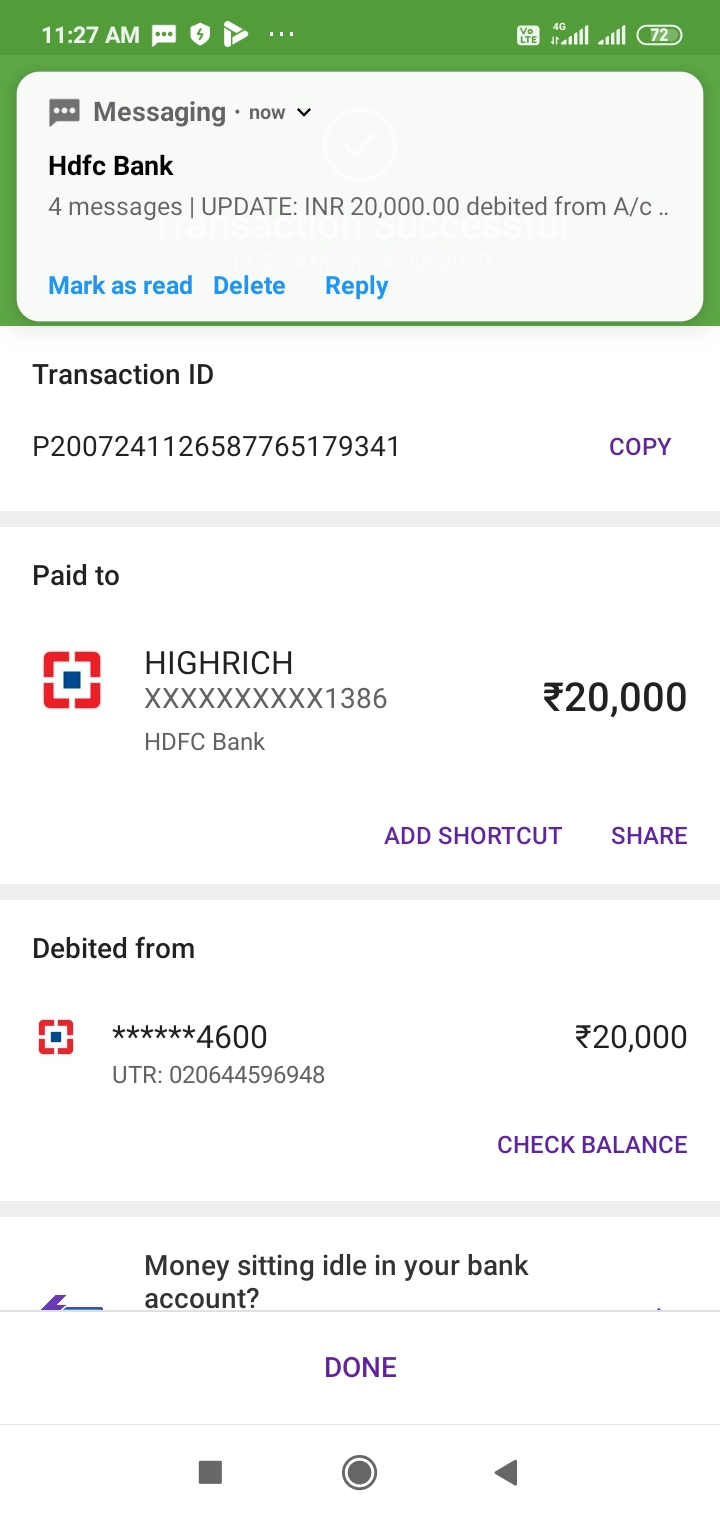 11:27 AM ...
Vo LTE 4G 72
Messaging · now
Hdfc Bank
4 messages | UPDATE: INR 20,000.00 debited from A/c ..
Transaction Successful
11:27 AM on 24 Jul 2020
Mark as read Delete Reply
Transaction ID
P2007241126587765179341 COPY
Paid to
HIGHRICH
XXXXXXXXXX1386
₹20,000
HDFC Bank
ADD SHORTCUT SHARE
Debited from
******4600 ₹20,000
UTR: 020644596948
CHECK BALANCE
Money sitting idle in your bank
account?
DONE